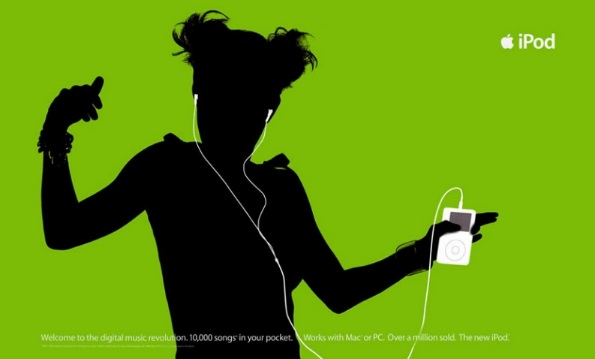 iPod
Welcome to the digital music revolution. 10,000 songs in your pocket. Works with Mac or PC. Over a million sold. The new iPod.